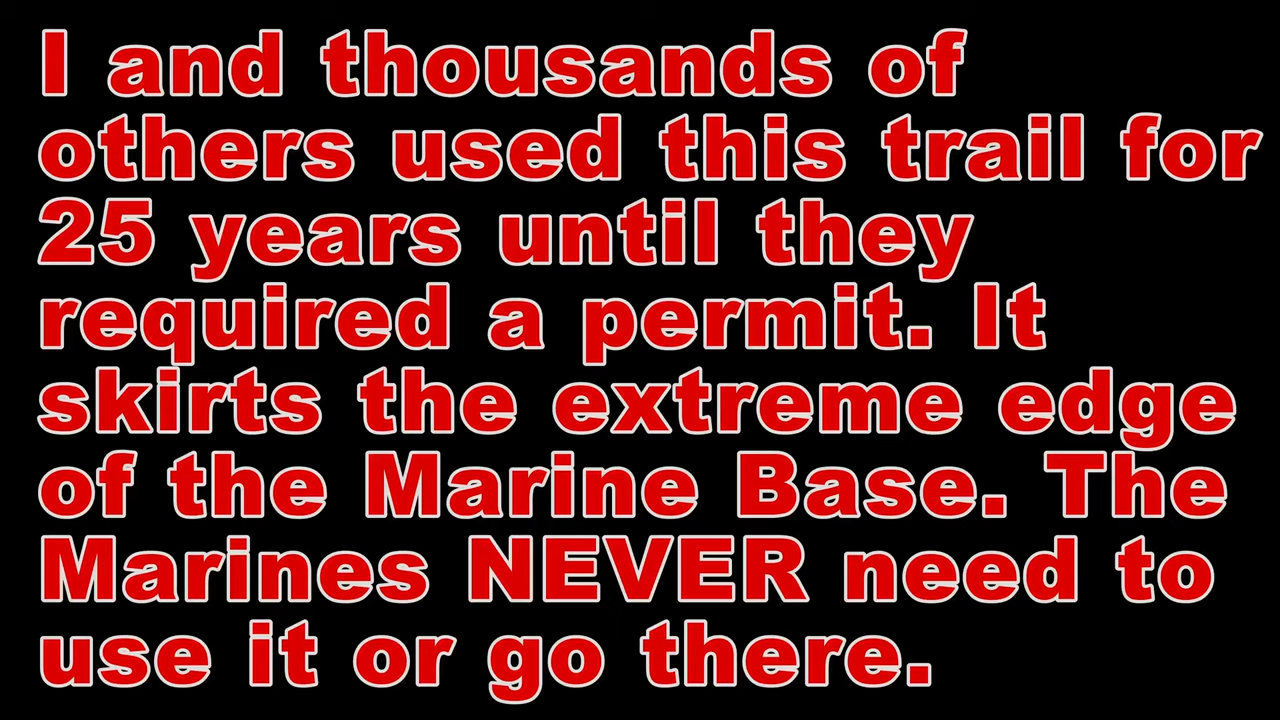 I and thousands of
others used this trail for
25 years until they
required a permit. It
skirts the extreme edge
of the Marine Base. The
Marines NEVER need to
use it or go there.